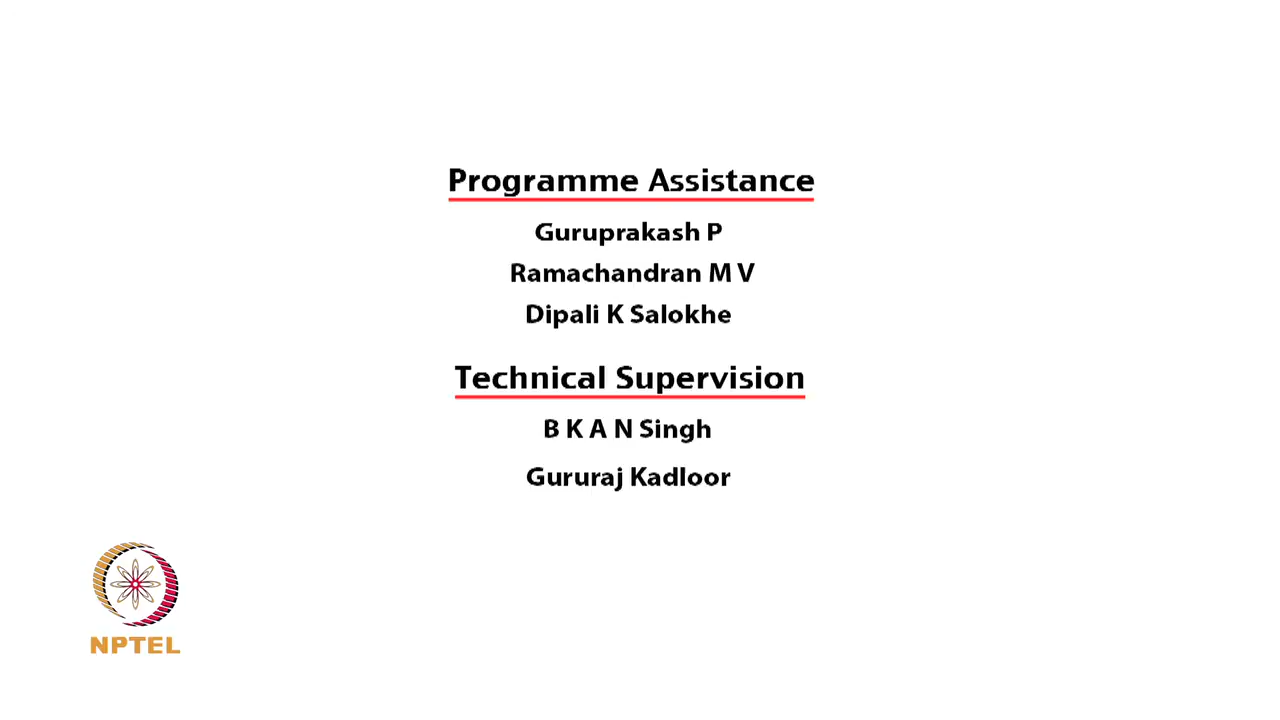 Programme Assistance
Guruprakash P
Ramachandran M V
Dipali K Salokhe
Technical Supervision
B K A N Singh
Gururaj Kadloor
NPTEL